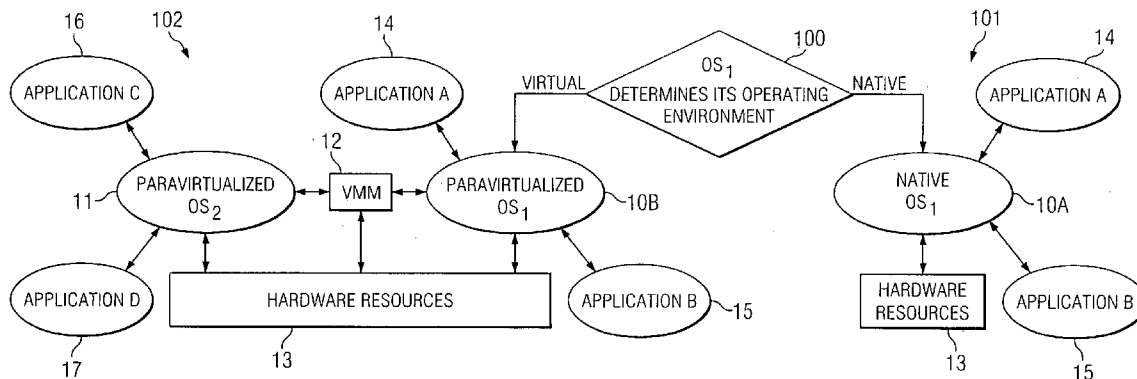 16
102
14
100
101
14
APPLICATION C
APPLICATION A
VIRTUAL
OS1
DETERMINES ITS OPERATING
ENVIRONMENT
NATIVE
APPLICATION A
12
11
PARAVIRTUALIZED
OS2
VMM
PARAVIRTUALIZED
OS1
10B
NATIVE
OS1
10A
APPLICATION D
HARDWARE RESOURCES
APPLICATION B
HARDWARE
RESOURCES
APPLICATION B
17
13
15
13
15